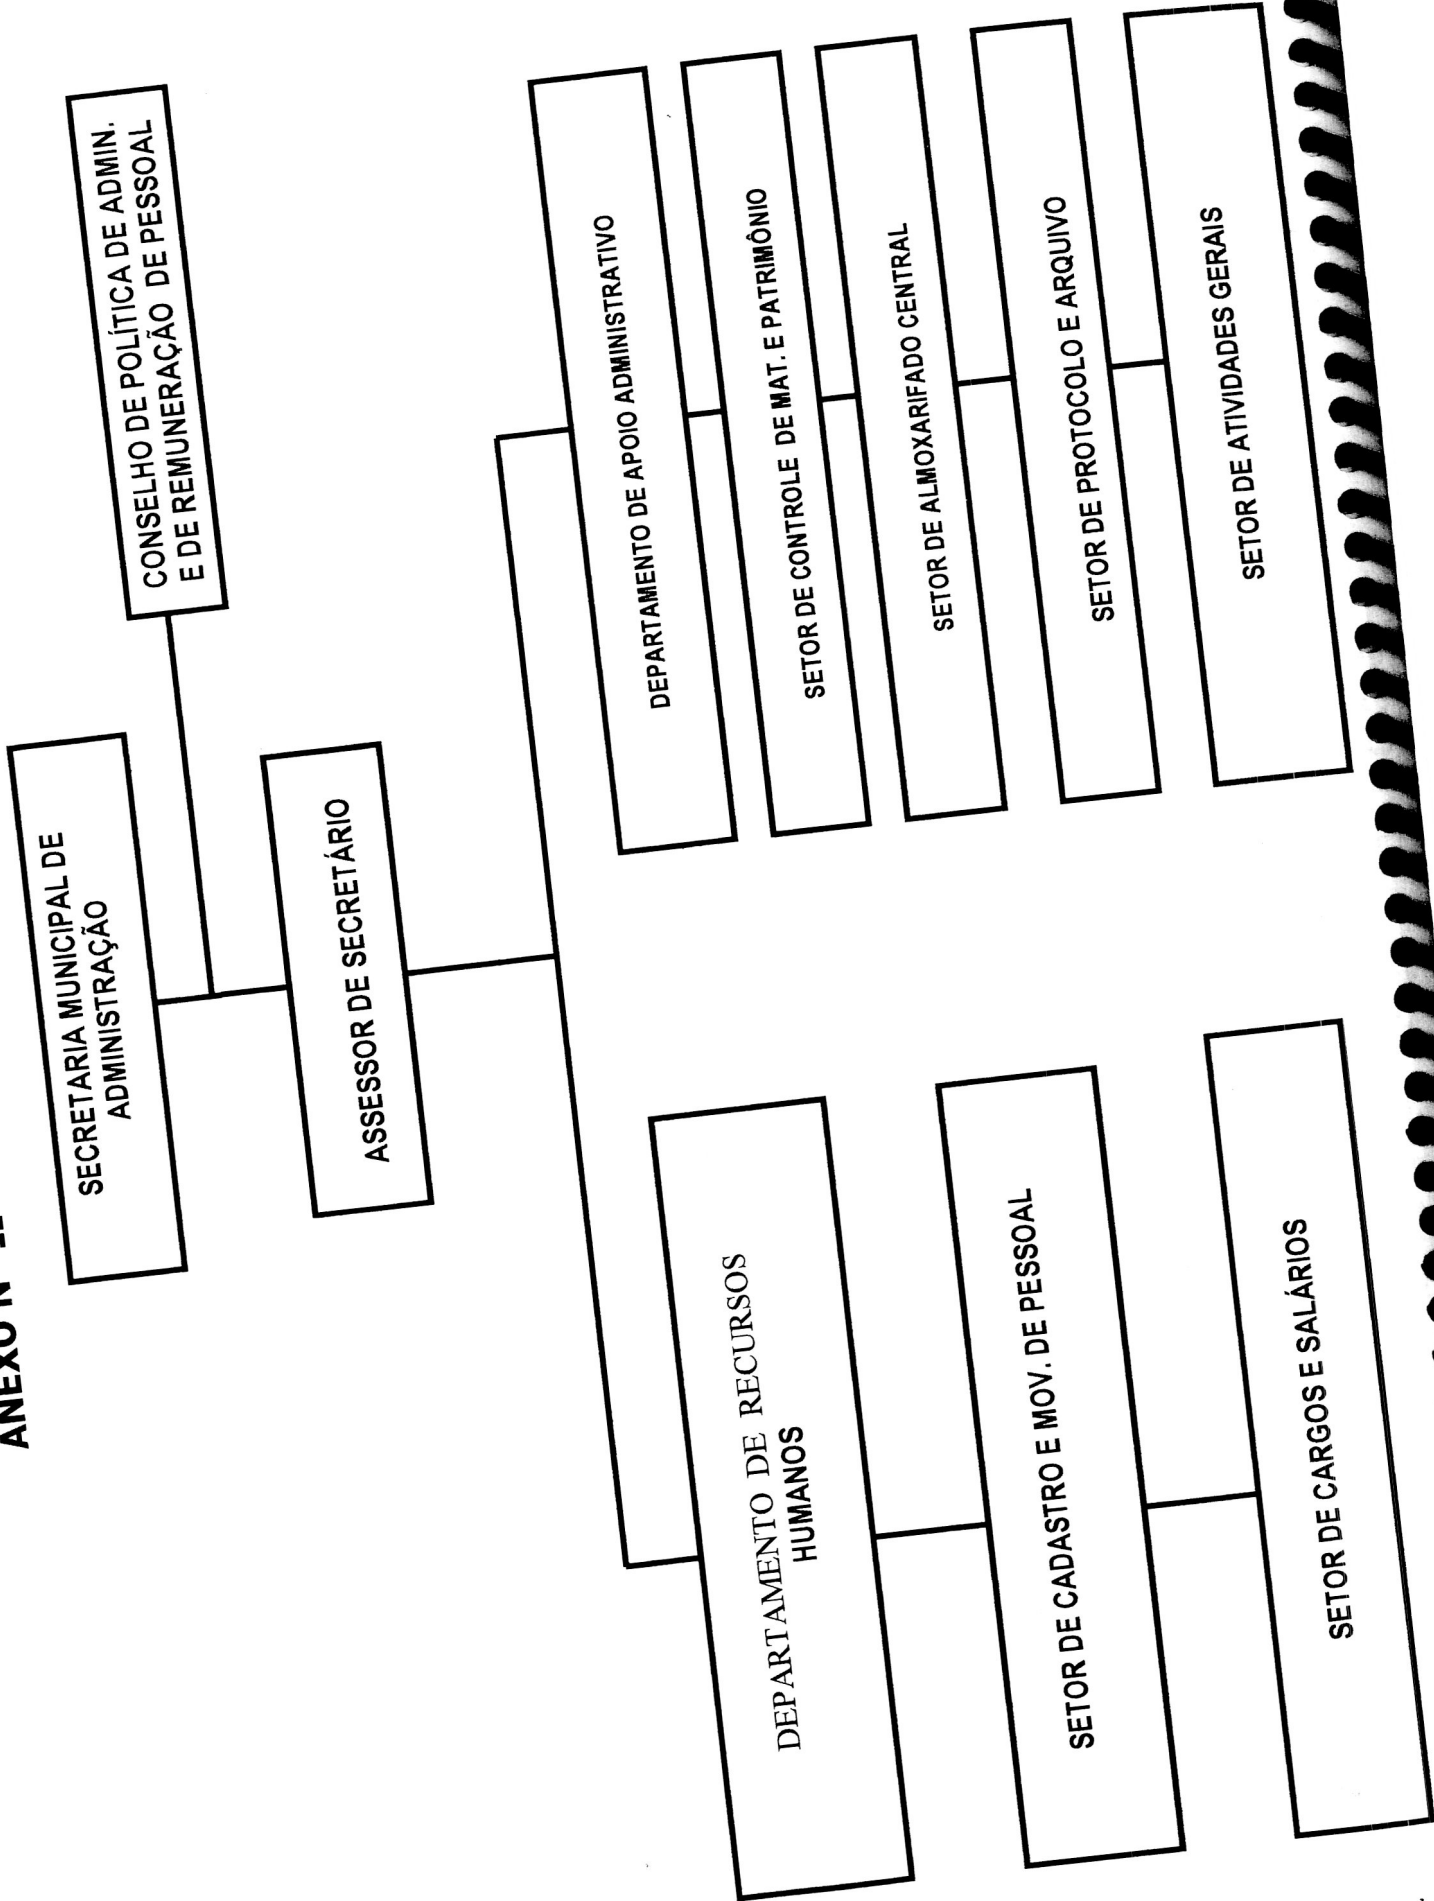 ANEXO Nº
SECRETARIA MUNICIPAL DE
ADMINISTRAÇÃO
CONSELHO DE POLÍTICA DE ADMIN.
E DE REMUNERAÇÃO DE PESSOAL
ASSESSOR DE SECRETÁRIO
DEPARTAMENTO DE RECURSOS
HUMANOS
SETOR DE CADASTRO E MOV. DE PESSOAL
SETOR DE CARGOS E SALÁRIOS
DEPARTAMENTO DE APOIO ADMINISTRATIVO
SETOR DE CONTROLE DE MAT. E PATRIMÔNIO
SETOR DE ALMOXARIFADO CENTRAL
SETOR DE PROTOCOLO E ARQUIVO
SETOR DE ATIVIDADES GERAIS